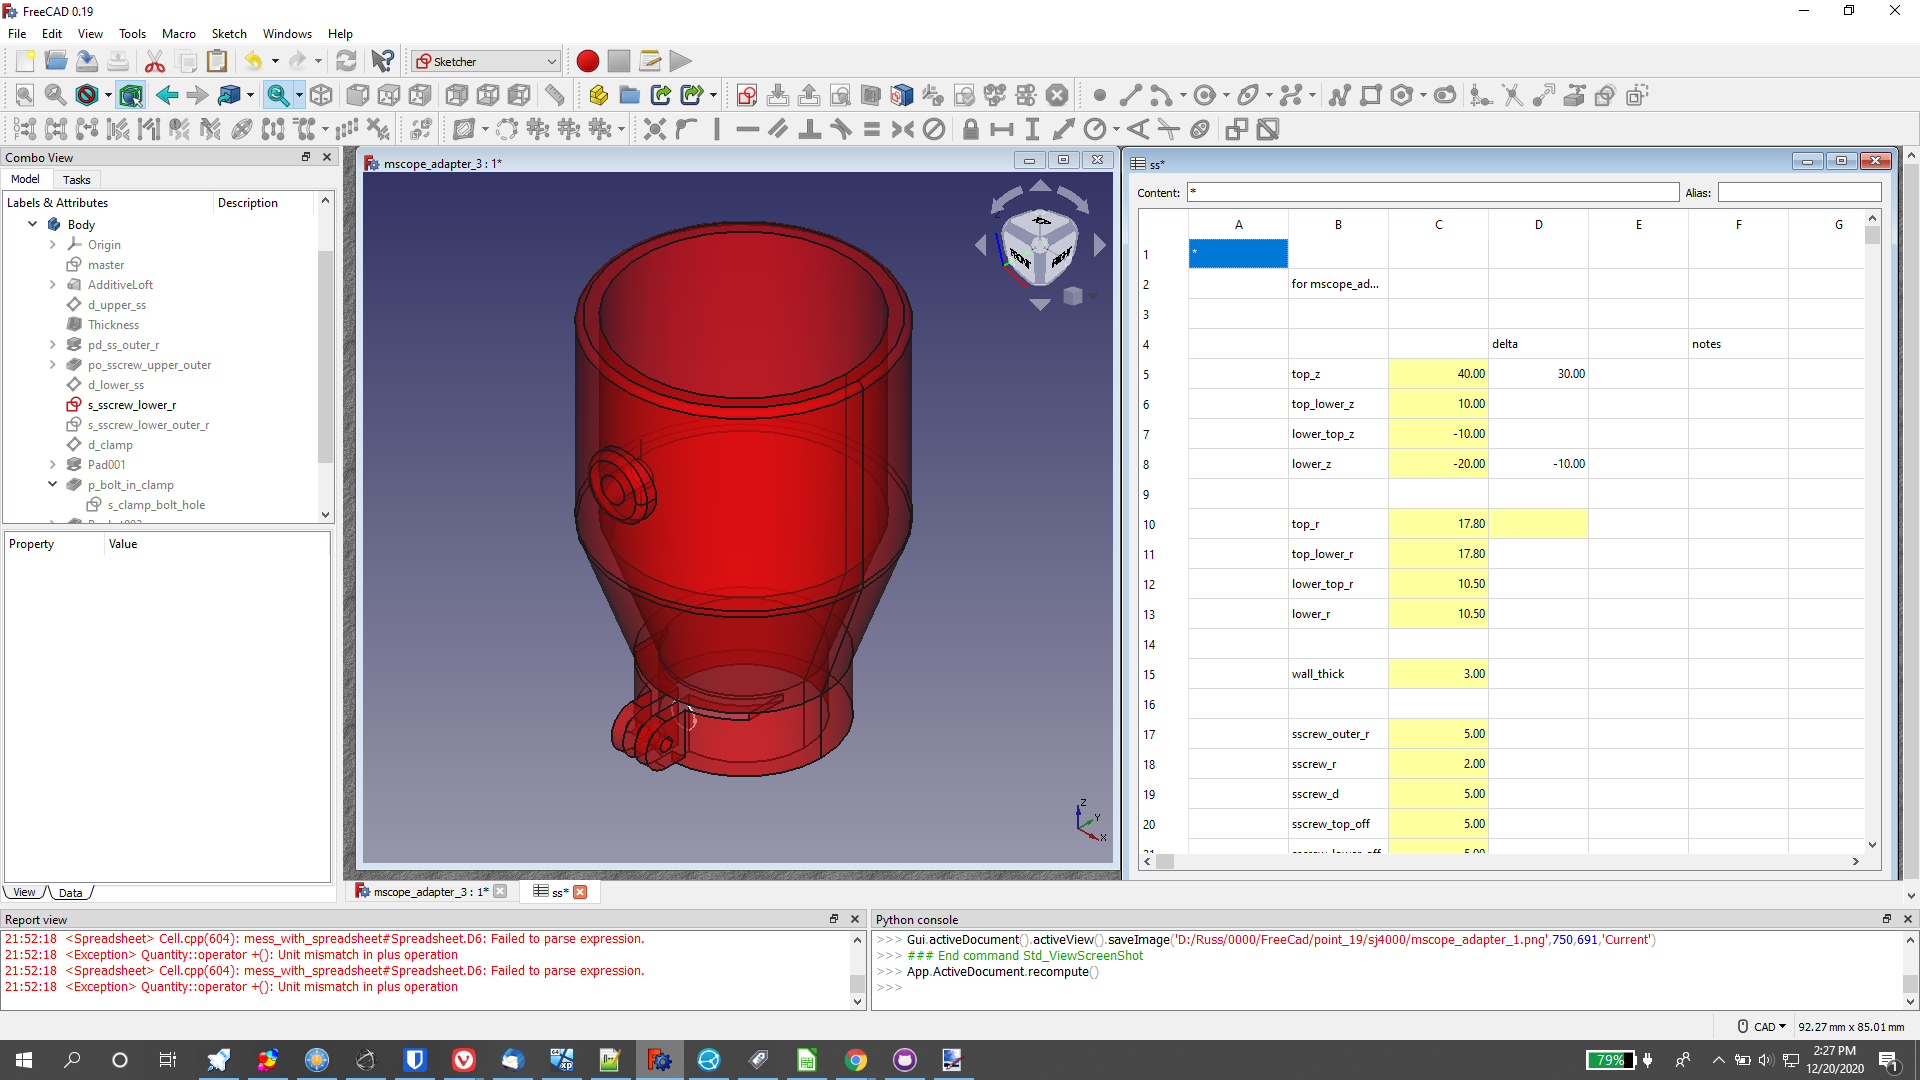 FreeCAD 0.19
File Edit View Tools Macro Sketch Windows Help
Sketcher
Combo View
Model Tasks
Labels & Attributes Description
Body
Origin
master
AdditiveLoft
d_upper_ss
Thickness
pd_ss_outer_r
po_sscrew_upper_outer
d_lower_ss
s_sscrew_lower_r
s_sscrew_lower_outer_r
d_clamp
Pad001
p_bolt_in_clamp
s_clamp_bolt_hole
Property Value
View Data
mscope_adapter_3 : 1*
FRONT RIGHT
Z Y X
mscope_adapter_3 : 1* ss*
ss*
Content: * Alias:
A B C D E F G
1 *
2 for mscope_ad...
3
4 delta notes
5 top_z 40.00 30.00
6 top_lower_z 10.00
7 lower_top_z -10.00
8 lower_z -20.00 -10.00
9
10 top_r 17.80
11 top_lower_r 17.80
12 lower_top_r 10.50
13 lower_r 10.50
14
15 wall_thick 3.00
16
17 sscrew_outer_r 5.00
18 sscrew_r 2.00
19 sscrew_d 5.00
20 sscrew_top_off 5.00
21 sscrew_lower_off 5.00
Report view
21:52:18 <Spreadsheet> Cell.cpp(604): mess_with_spreadsheet#Spreadsheet.D6: Failed to parse expression.
21:52:18 <Exception> Quantity::operator +(): Unit mismatch in plus operation
21:52:18 <Spreadsheet> Cell.cpp(604): mess_with_spreadsheet#Spreadsheet.D6: Failed to parse expression.
21:52:18 <Exception> Quantity::operator +(): Unit mismatch in plus operation
Python console
>>> Gui.activeDocument().activeView().saveImage('D:/Russ/0000/FreeCad/point_19/sj4000/mscope_adapter_1.png',750,691,'Current')
>>> ### End command Std_ViewScreenShot
>>> App.ActiveDocument.recompute()
>>>
CAD 92.27 mm x 85.01 mm
79%
2:27 PM
12/20/2020
1